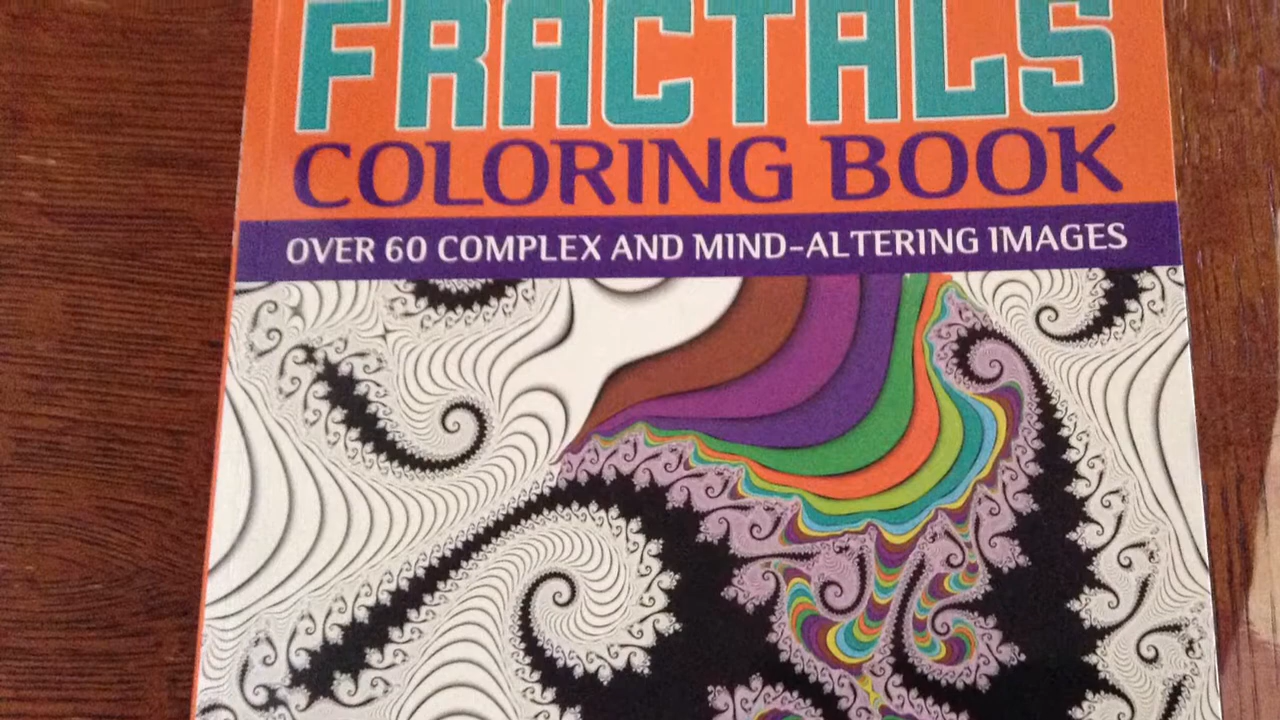 FRACTALS
COLORING BOOK
OVER 60 COMPLEX AND MIND-ALTERING IMAGES